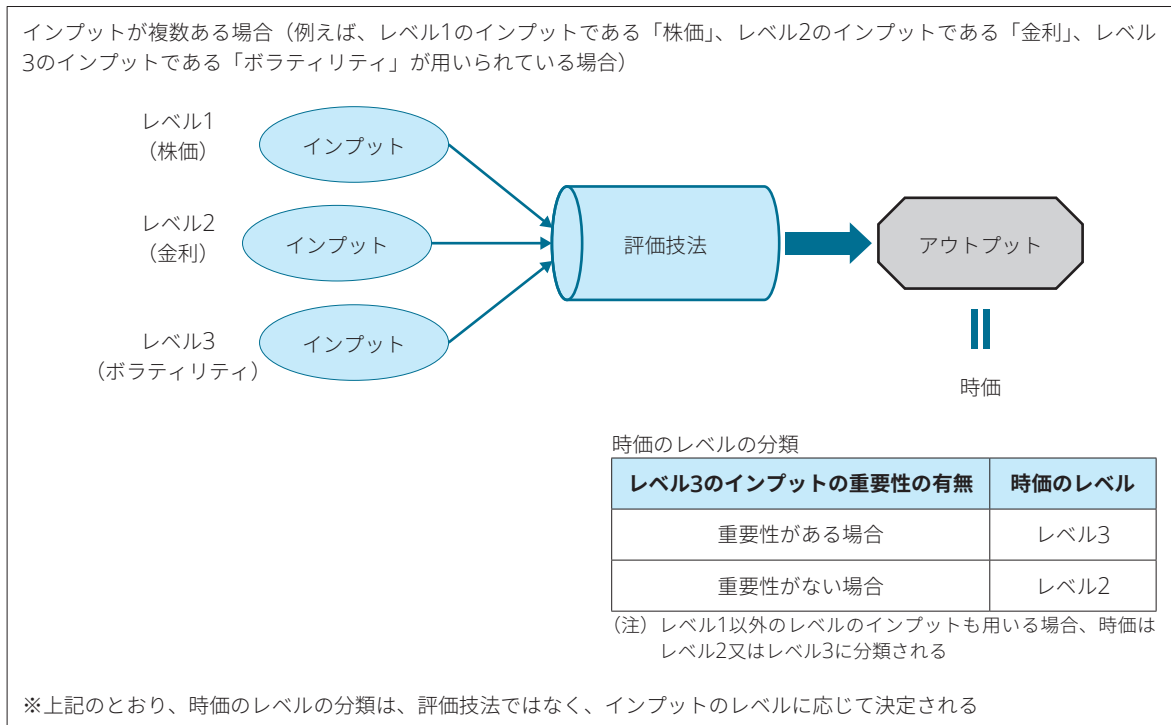 インプットが複数ある場合（例えば、レベル1のインプットである「株価」、レベル2のインプットである「金利」、レベル
3のインプットである「ボラティリティ」が用いられている場合）
レベル1
（株価）
インプット
レベル2
（金利）
インプット
評価技法
アウトプット
レベル3
（ボラティリティ）
インプット
時価
時価のレベルの分類
レベル3のインプットの重要性の有無 時価のレベル
重要性がある場合 レベル3
重要性がない場合 レベル2
（注）レベル1以外のレベルのインプットも用いる場合、時価は
レベル2又はレベル3に分類される
※上記のとおり、時価のレベルの分類は、評価技法ではなく、インプットのレベルに応じて決定される